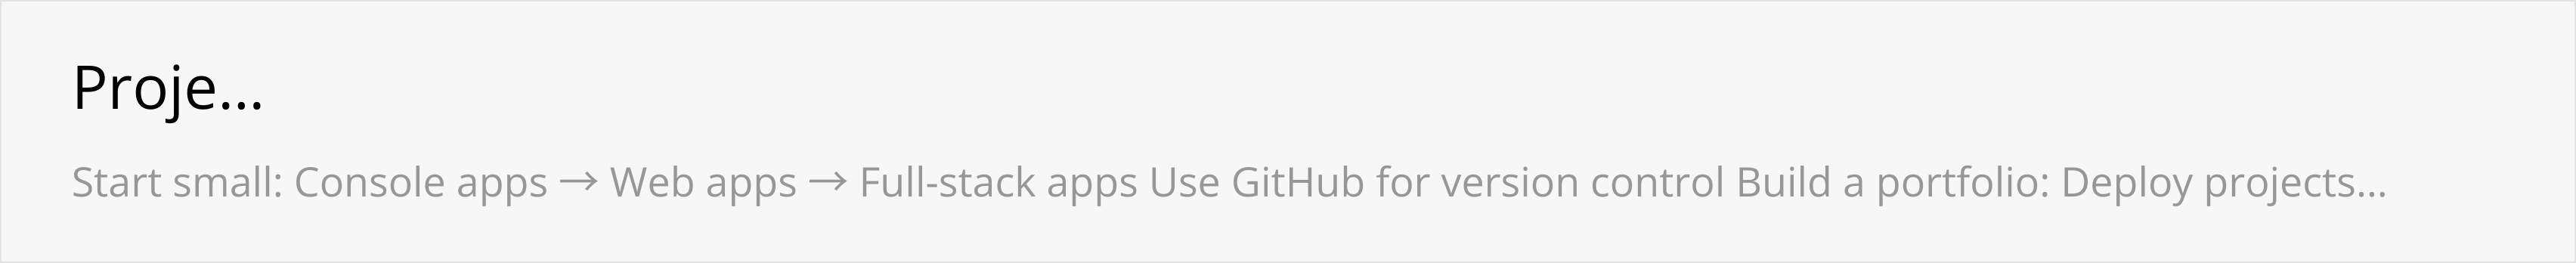 Proje...
Start small: Console apps → Web apps → Full-stack apps Use GitHub for version control Build a portfolio: Deploy projects...